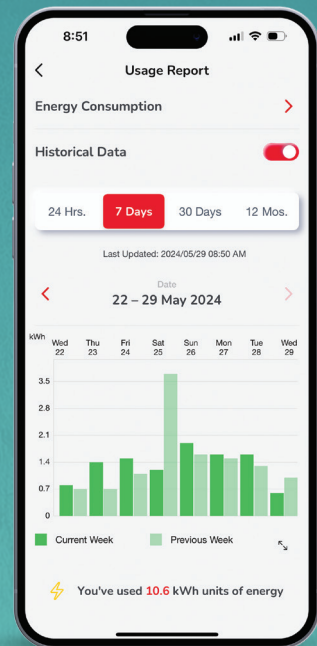 8:51
Usage Report
Energy Consumption
Historical Data
24 Hrs. 7 Days 30 Days 12 Mos.
Last Updated: 2024/05/29 08:50 AM
Date
22 – 29 May 2024
kWh Wed Thu Fri Sat Sun Mon Tue Wed
22 23 24 25 26 27 28 29
3.5
2.8
2.1
1.4
0.7
0
Current Week Previous Week
You've used 10.6 kWh units of energy